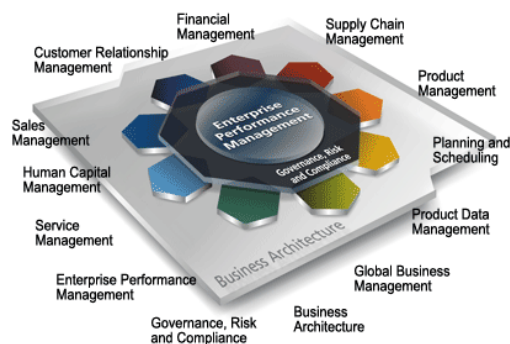 Financial
Management
Supply Chain
Management
Customer Relationship
Management
Product
Management
Enterprise
Performance
Management
Sales
Management
Planning and
Scheduling
Governance, Risk
and Compliance
Human Capital
Management
Product Data
Management
Service
Management
Business Architecture
Enterprise Performance
Management
Global Business
Management
Governance, Risk
and Compliance
Business
Architecture